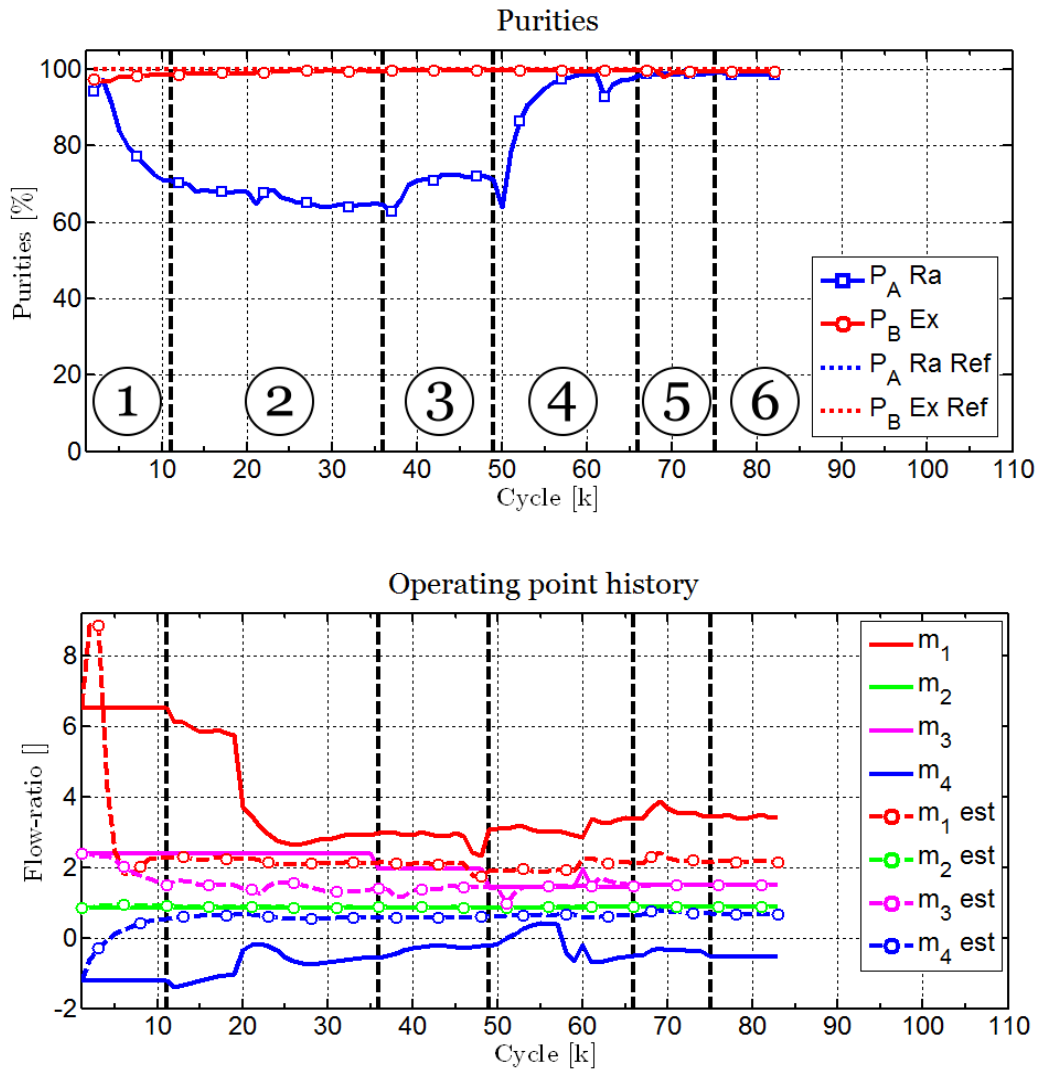 Purities
100
80
60
40
20
0
Purities [%]
1 2 3 4 5 6
P_A Ra
P_B Ex
P_A Ra Ref
P_B Ex Ref
10 20 30 40 50 60 70 80 90 100 110
Cycle [k]
Operating point history
8
6
4
2
0
-2
Flow-ratio []
m_1
m_2
m_3
m_4
m_1 est
m_2 est
m_3 est
m_4 est
10 20 30 40 50 60 70 80 90 100 110
Cycle [k]